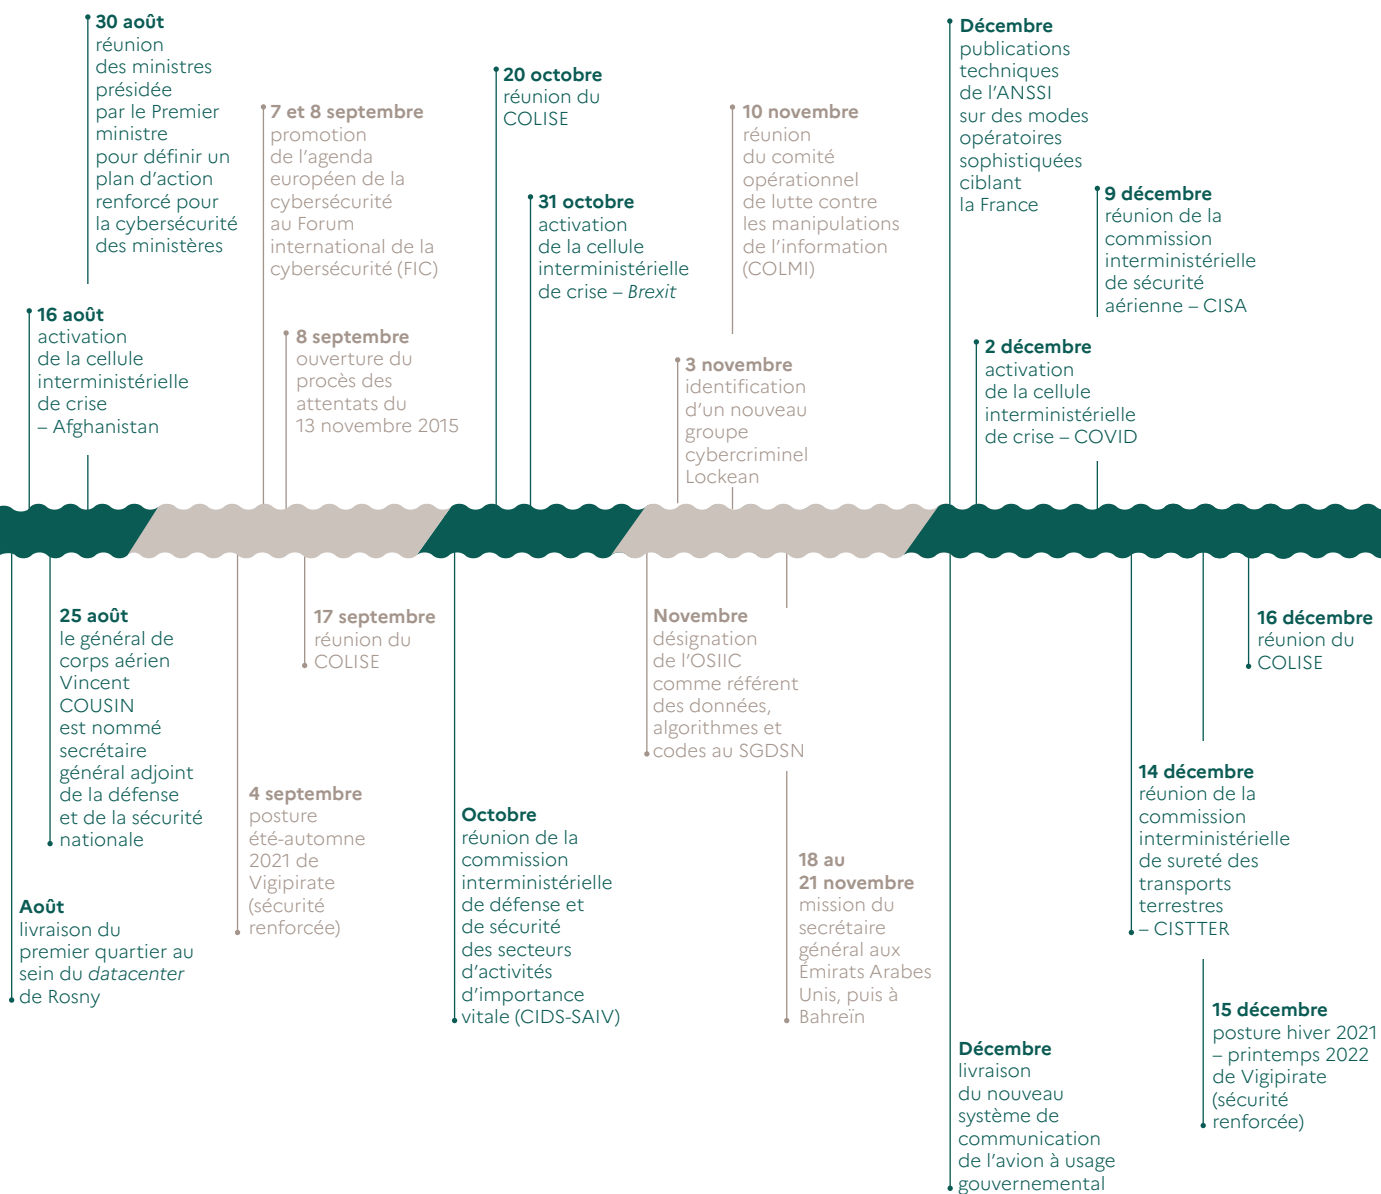 30 août
réunion
des ministres
présidée
par le Premier
ministre
pour définir un
plan d'action
renforcé pour
la cybersécurité
des ministères
16 août
activation
de la cellule
interministérielle
de crise
– Afghanistan
7 et 8 septembre
promotion
de l'agenda
européen de la
cybersécurité
au Forum
international de la
cybersécurité (FIC)
8 septembre
ouverture du
procès des
attentats du
13 novembre 2015
20 octobre
réunion du
COLISE
31 octobre
activation
de la cellule
interministérielle
de crise – Brexit
10 novembre
réunion
du comité
opérationnel
de lutte contre
les manipulations
de l'information
(COLMI)
3 novembre
identification
d'un nouveau
groupe
cybercriminel
Lockean
Décembre
publications
techniques
de l'ANSSI
sur des modes
opératoires
sophistiquées
ciblant
la France
9 décembre
réunion de la
commission
interministérielle
de sécurité
aérienne – CISA
2 décembre
activation
de la cellule
interministérielle
de crise – COVID
25 août
le général de
corps aérien
Vincent
COUSIN
est nommé
secrétaire
général adjoint
de la défense
et de la sécurité
nationale
Août
livraison du
premier quartier au
sein du datacenter
de Rosny
17 septembre
réunion du
COLISE
4 septembre
posture
été-automne
2021 de
Vigipirate
(sécurité
renforcée)
Octobre
réunion de la
commission
interministérielle
de défense et
de sécurité
des secteurs
d'activités
d'importance
vitale (CIDS-SAIV)
Novembre
désignation
de l'OSIIC
comme référent
des données,
algorithmes et
codes au SGDSN
18 au
21 novembre
mission du
secrétaire
général aux
Émirats Arabes
Unis, puis à
Bahreïn
Décembre
livraison
du nouveau
système de
communication
de l'avion à usage
gouvernemental
14 décembre
réunion de la
commission
interministérielle
de sureté des
transports
terrestres
– CISTTER
16 décembre
réunion du
COLISE
15 décembre
posture hiver 2021
– printemps 2022
de Vigipirate
(sécurité
renforcée)